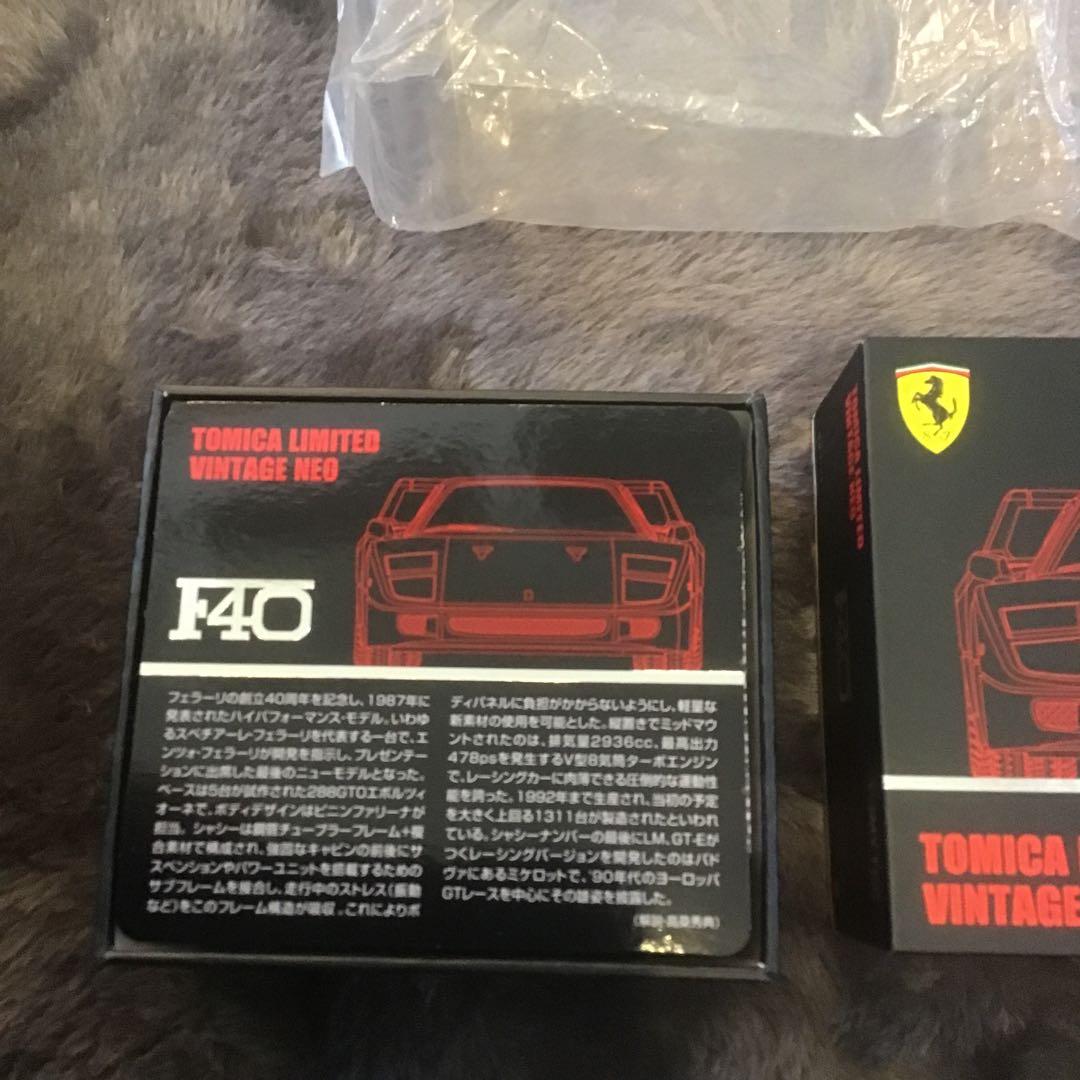 TOMICA LIMITED
VINTAGE NEO
F40
フェラーリの創立40周年を記念し、1987年に
発表されたハイパフォーマンス・モデル。いわゆ
るスペチアーレ・フェラーリを代表する一台で、エ
ンツォ・フェラーリが開発を指示し、プレゼンテー
ションに出席した最後のニューモデルとなった。
ベースは5台が試作された288GTOエボルツィ
オーネで、ボディデザインはピニンファリーナが
担当。シャシーは鋼管チューブラーフレーム+複
合素材で構成され、強固なキャビンの前後にサ
スペンションやパワーユニットを搭載するための
サブフレームを接合し、走行中のストレス(振動
など)をこのフレーム構造が吸収。これによりボ
ディパネルに負担がかからないようにし、軽量な
新素材の使用を可能とした。縦置きでミッドマウ
ントされたのは、排気量2936cc、最高出力
478psを発生するV型8気筒ターボエンジン
で、レーシングカーに肉薄できる圧倒的な運動性
能を誇った。1992年まで生産され、当初の予定
を大きく上回る1311台が製造されたといわれ
ている。シャシーナンバーの最後にLM、GT-Eが
つくレーシングバージョンを開発したのはパド
ヴァにあるミケロットで、'90年代のヨーロッパ
GTレースを中心にその雄姿を披露した。
TOMICA LIMITED
VINTAGE NEO
TOMICA
VINTAGE